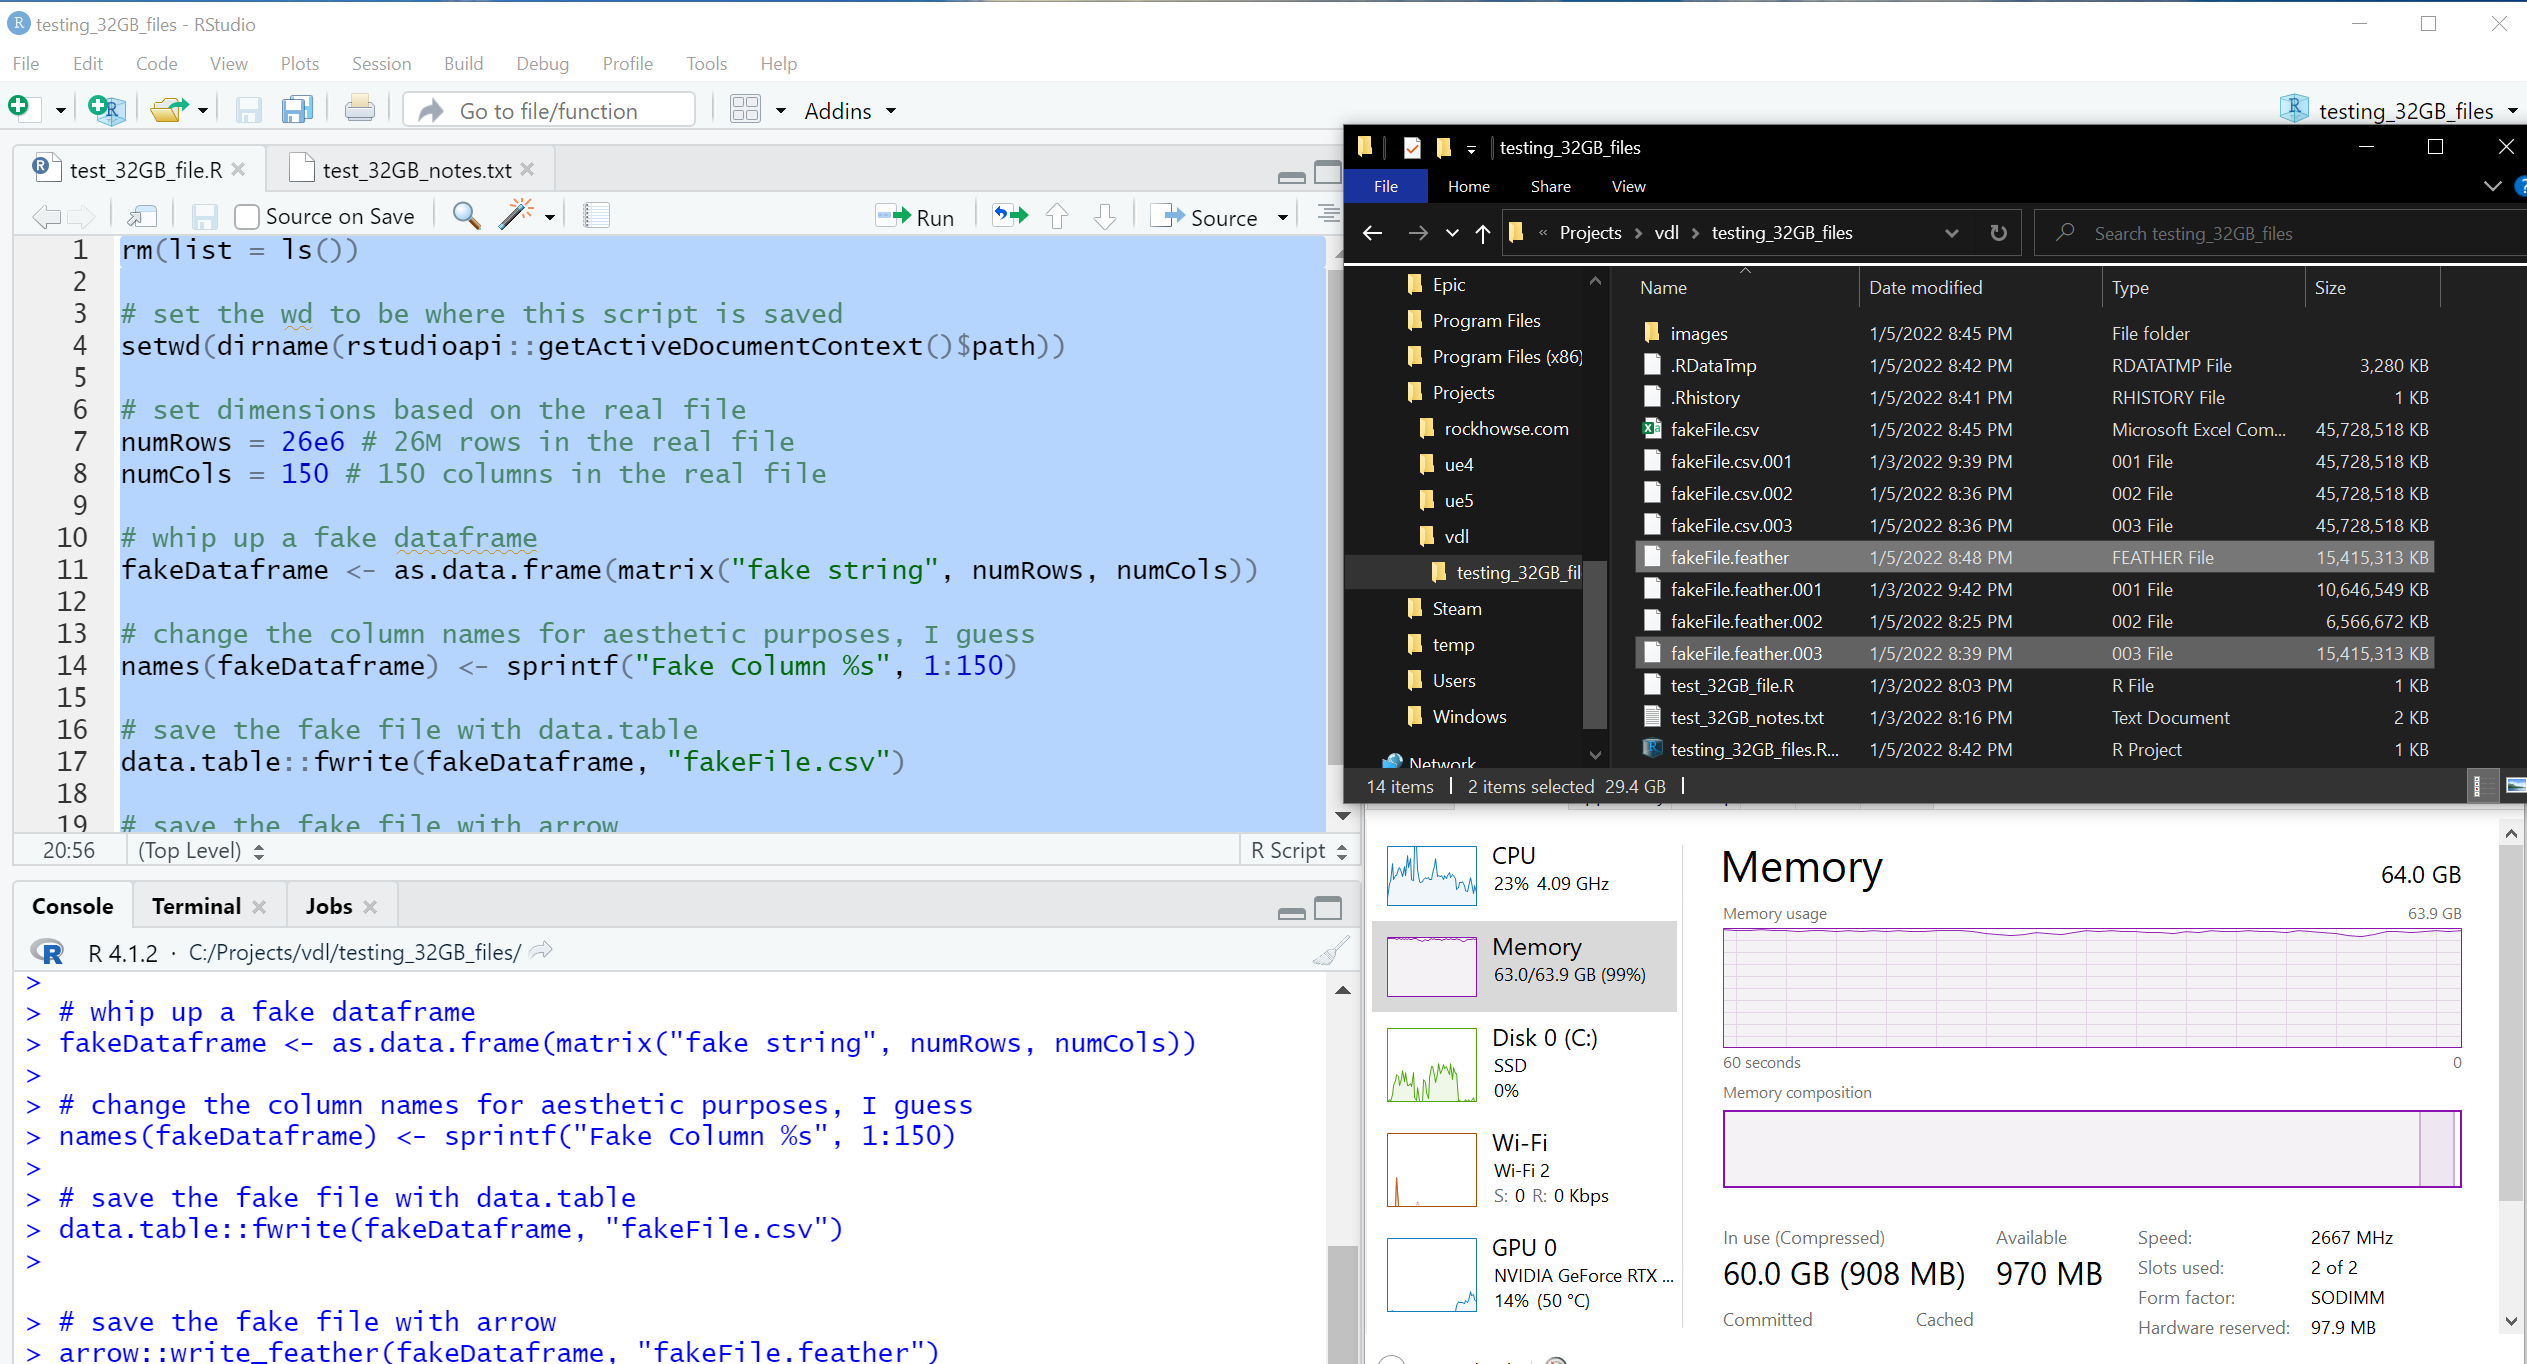 testing_32GB_files - RStudio
File Edit Code View Plots Session Build Debug Profile Tools Help
Go to file/function Addins testing_32GB_files
test_32GB_file.R test_32GB_notes.txt
Source on Save Run Source
1 rm(list = ls())
2
3 # set the wd to be where this script is saved
4 setwd(dirname(rstudioapi::getActiveDocumentContext()$path))
5
6 # set dimensions based on the real file
7 numRows = 26e6 # 26M rows in the real file
8 numCols = 150 # 150 columns in the real file
9
10 # whip up a fake dataframe
11 fakeDataframe <- as.data.frame(matrix("fake string", numRows, numCols))
12
13 # change the column names for aesthetic purposes, I guess
14 names(fakeDataframe) <- sprintf("Fake Column %s", 1:150)
15
16 # save the fake file with data.table
17 data.table::fwrite(fakeDataframe, "fakeFile.csv")
18
19 # save the fake file with arrow
20:56 (Top Level) R Script
Console Terminal Jobs
R 4.1.2 · C:/Projects/vdl/testing_32GB_files/
>
> # whip up a fake dataframe
> fakeDataframe <- as.data.frame(matrix("fake string", numRows, numCols))
>
> # change the column names for aesthetic purposes, I guess
> names(fakeDataframe) <- sprintf("Fake Column %s", 1:150)
>
> # save the fake file with data.table
> data.table::fwrite(fakeDataframe, "fakeFile.csv")
>
> # save the fake file with arrow
> arrow::write_feather(fakeDataframe, "fakeFile.feather")
testing_32GB_files
File Home Share View
« Projects > vdl > testing_32GB_files Search testing_32GB_files
Epic
Program Files
Program Files (x86)
Projects
rockhowse.com
ue4
ue5
vdl
testing_32GB_fil
Steam
temp
Users
Windows
Network
Name Date modified Type Size
images 1/5/2022 8:45 PM File folder
.RDataTmp 1/5/2022 8:42 PM RDATATMP File 3,280 KB
.Rhistory 1/5/2022 8:41 PM RHISTORY File 1 KB
fakeFile.csv 1/5/2022 8:45 PM Microsoft Excel Com... 45,728,518 KB
fakeFile.csv.001 1/3/2022 9:39 PM 001 File 45,728,518 KB
fakeFile.csv.002 1/5/2022 8:36 PM 002 File 45,728,518 KB
fakeFile.csv.003 1/5/2022 8:36 PM 003 File 45,728,518 KB
fakeFile.feather 1/5/2022 8:48 PM FEATHER File 15,415,313 KB
fakeFile.feather.001 1/3/2022 9:42 PM 001 File 10,646,549 KB
fakeFile.feather.002 1/5/2022 8:25 PM 002 File 6,566,672 KB
fakeFile.feather.003 1/5/2022 8:39 PM 003 File 15,415,313 KB
test_32GB_file.R 1/3/2022 8:03 PM R File 1 KB
test_32GB_notes.txt 1/3/2022 8:16 PM Text Document 2 KB
testing_32GB_files.R... 1/5/2022 8:42 PM R Project 1 KB
14 items 2 items selected 29.4 GB
CPU
23% 4.09 GHz
Memory
63.0/63.9 GB (99%)
Disk 0 (C:)
SSD
0%
Wi-Fi
Wi-Fi 2
S: 0 R: 0 Kbps
GPU 0
NVIDIA GeForce RTX ...
14% (50 °C)
Memory 64.0 GB
Memory usage 63.9 GB
60 seconds 0
Memory composition
In use (Compressed) Available
60.0 GB (908 MB) 970 MB
Committed Cached
Speed: 2667 MHz
Slots used: 2 of 2
Form factor: SODIMM
Hardware reserved: 97.9 MB